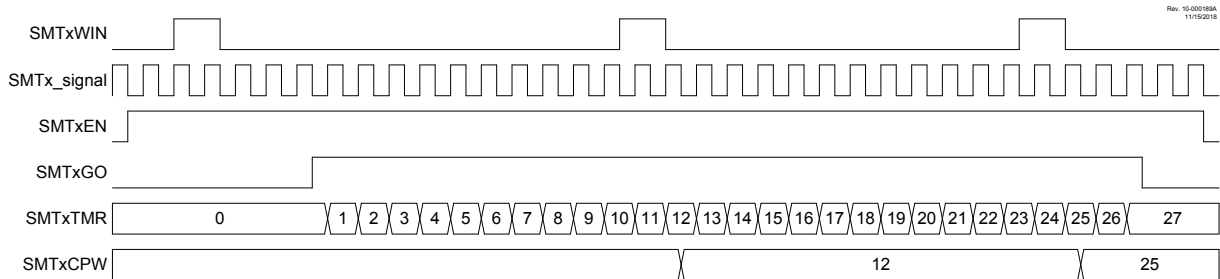 Rev. 10-000189A
11/15/2018
SMTxWIN
SMTx_signal
SMTxEN
SMTxGO
SMTxTMR 0 1 2 3 4 5 6 7 8 9 10 11 12 13 14 15 16 17 18 19 20 21 22 23 24 25 26 27
SMTxCPW 12 25